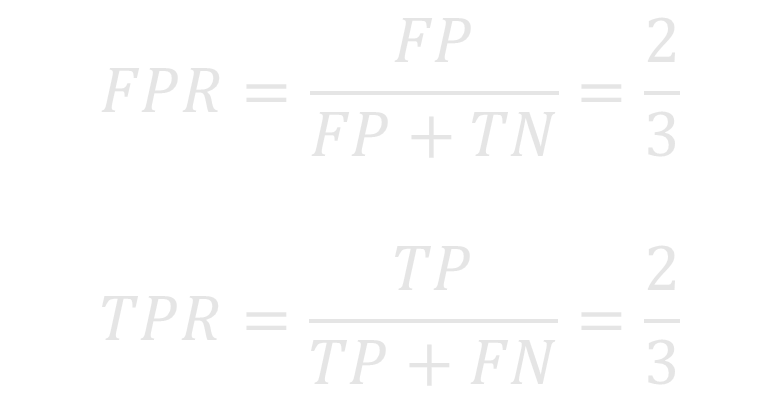 FPR = FP / (FP + TN) = 2/3
TPR = TP / (TP + FN) = 2/3